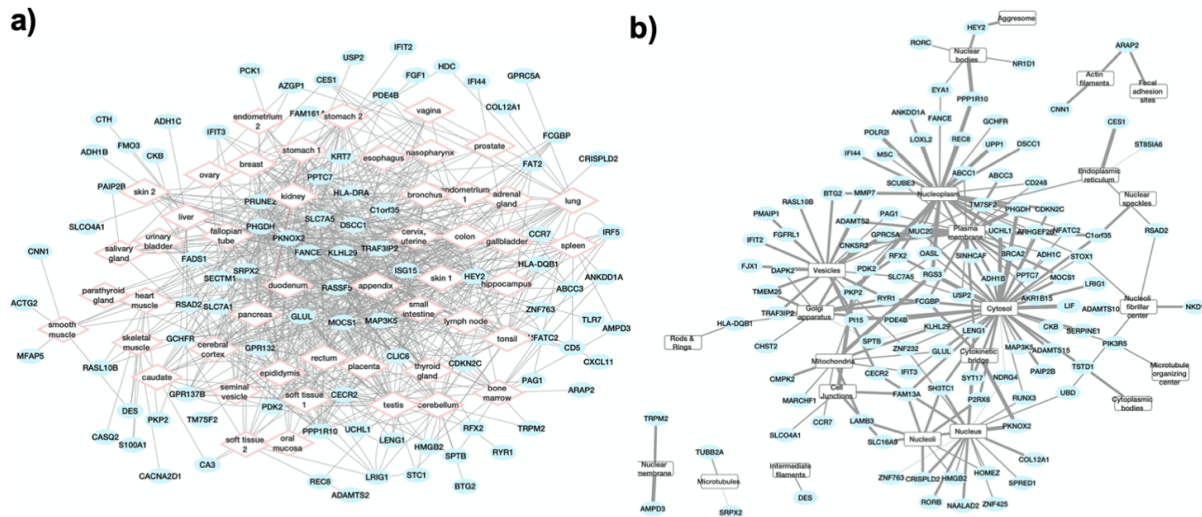 a)
IFIT2
USP2
HDC
PCK1
AZGP1
CES1
FGF1
IFI44
GPRC5A
PDE4B
COL12A1
CTH
ADH1C
endometrium
2
stomach 2
vagina
FCGBP
FMO3
IFIT3
stomach 1
nasopharynx
prostate
ADH1B
CKB
breast
KRT7
esophagus
FAT2
CRISPLD2
ovary
PPTC7
PAIP2B
skin 2
kidney
HLA-DRA
bronchus
endometrium
1
adrenal
gland
lung
PRUNE2
C1orf35
liver
SLC7A5
SLCO4A1
PHGDH
DSCC1
urinary
bladder
fallopian
tube
cervix,
uterine
colon
gallbladder
CCR7
IRF5
CNN1
salivary
gland
PKNOX2
spleen
FADS1
FANCE
KLHL29
TRAF3IP2
HLA-DQB1
ISG15
SRPX2
HEY2
ANKDD1A
SECTM1
skin 1
hippocampus
ABCC3
duodenum
RASSF5
appendix
ACTG2
parathyroid
gland
heart
muscle
RSAD2
SLC7A1
small
intestine
ZNF763
TLR7
smooth
muscle
pancreas
GLUL
MOCS1
MAP3K5
lymph node
AMPD3
skeletal
muscle
GCHFR
tonsil
NFATC2
MFAP5
cerebral
cortex
GPR132
CD5
rectum
CLIC6
CXCL11
RASL10B
caudate
epididymis
placenta
thyroid
gland
CDKN2C
GPR137B
seminal
vesicle
soft tissue
1
CECR2
bone
marrow
PAG1
ARAP2
DES
PDK2
testis
cerebellum
PKP2
TM7SF2
PPP1R10
UCHL1
RFX2
TRPM2
CASQ2
S100A1
soft tissue
2
oral
mucosa
LENG1
HMGB2
SPTB
RYR1
CA3
CACNA2D1
REC8
LRIG1
STC1
BTG2
ADAMTS2
b)
Aggresome
HEY2
RORC
Nuclear
bodies
ARAP2
NR1D1
Actin
filaments
Focal
adhesion
sites
EYA1
PPP1R10
CNN1
ANKDD1A
FANCE
GCHFR
POLR2I
CES1
LOXL2
REC8
UPP1
DSCC1
IFI44
MSC
ST8SIA6
ABCC1
ABCC3
Endoplasmic
reticulum
SCUBE3
CD248
BTG2
MMP7
Nucleoplasm
Nuclear
speckles
RASL10B
TM7SF2
PMAIP1
PAG1
PHGDH
CDKN2C
ADAMTS2
FGFRL1
GPRC5A
MUC20
Plasma
membrane
UCHL1
ARHGEF28
NFATC2
C1orf35
RSAD2
IFIT2
CNKSR2
OASL
SINHCAF
BRCA2
ADH1C
STOX1
FJX1
Vesicles
RFX2
DAPK2
PDK2
SLC7A5
RGS3
ADH1B
PPTC7
MOCS1
TMEM25
PKP2
LRIG1
USP2
AKR1B15
RYR1
FCGBP
LIF
TRAF3IP2
Golgi
apparatus
Cytosol
ADAMTS10
Nucleoli
fibrillar
center
NKD
HLA-DQB1
PI15
PDE4B
KLHL29
LENG1
CKB
SERPINE1
Rods &
Rings
SPTB
CHST2
ZNF232
GLUL
Cytokinetic
bridge
MAP3K5
ADAMTS15
PIK3R5
Mitochondria
CECR2
IFIT3
PAIP2B
TSTD1
Microtubule
organizing
center
CMPK2
SYT17
NDRG4
MARCHF1
Cell
Junctions
FAM13A
SH3TC1
P2RX6
RUNX3
UBD
Cytoplasmic
bodies
CCR7
LAMB3
PKNOX2
TRPM2
SLCO4A1
SLC16A9
Nucleoli
Nucleus
TUBB2A
COL12A1
Nuclear
membrane
Intermediate
filaments
HOMEZ
ZNF763
CRISPLD2
HMGB2
SPRED1
Microtubules
DES
RORB
ZNF425
NAALAD2
AMPD3
SRPX2